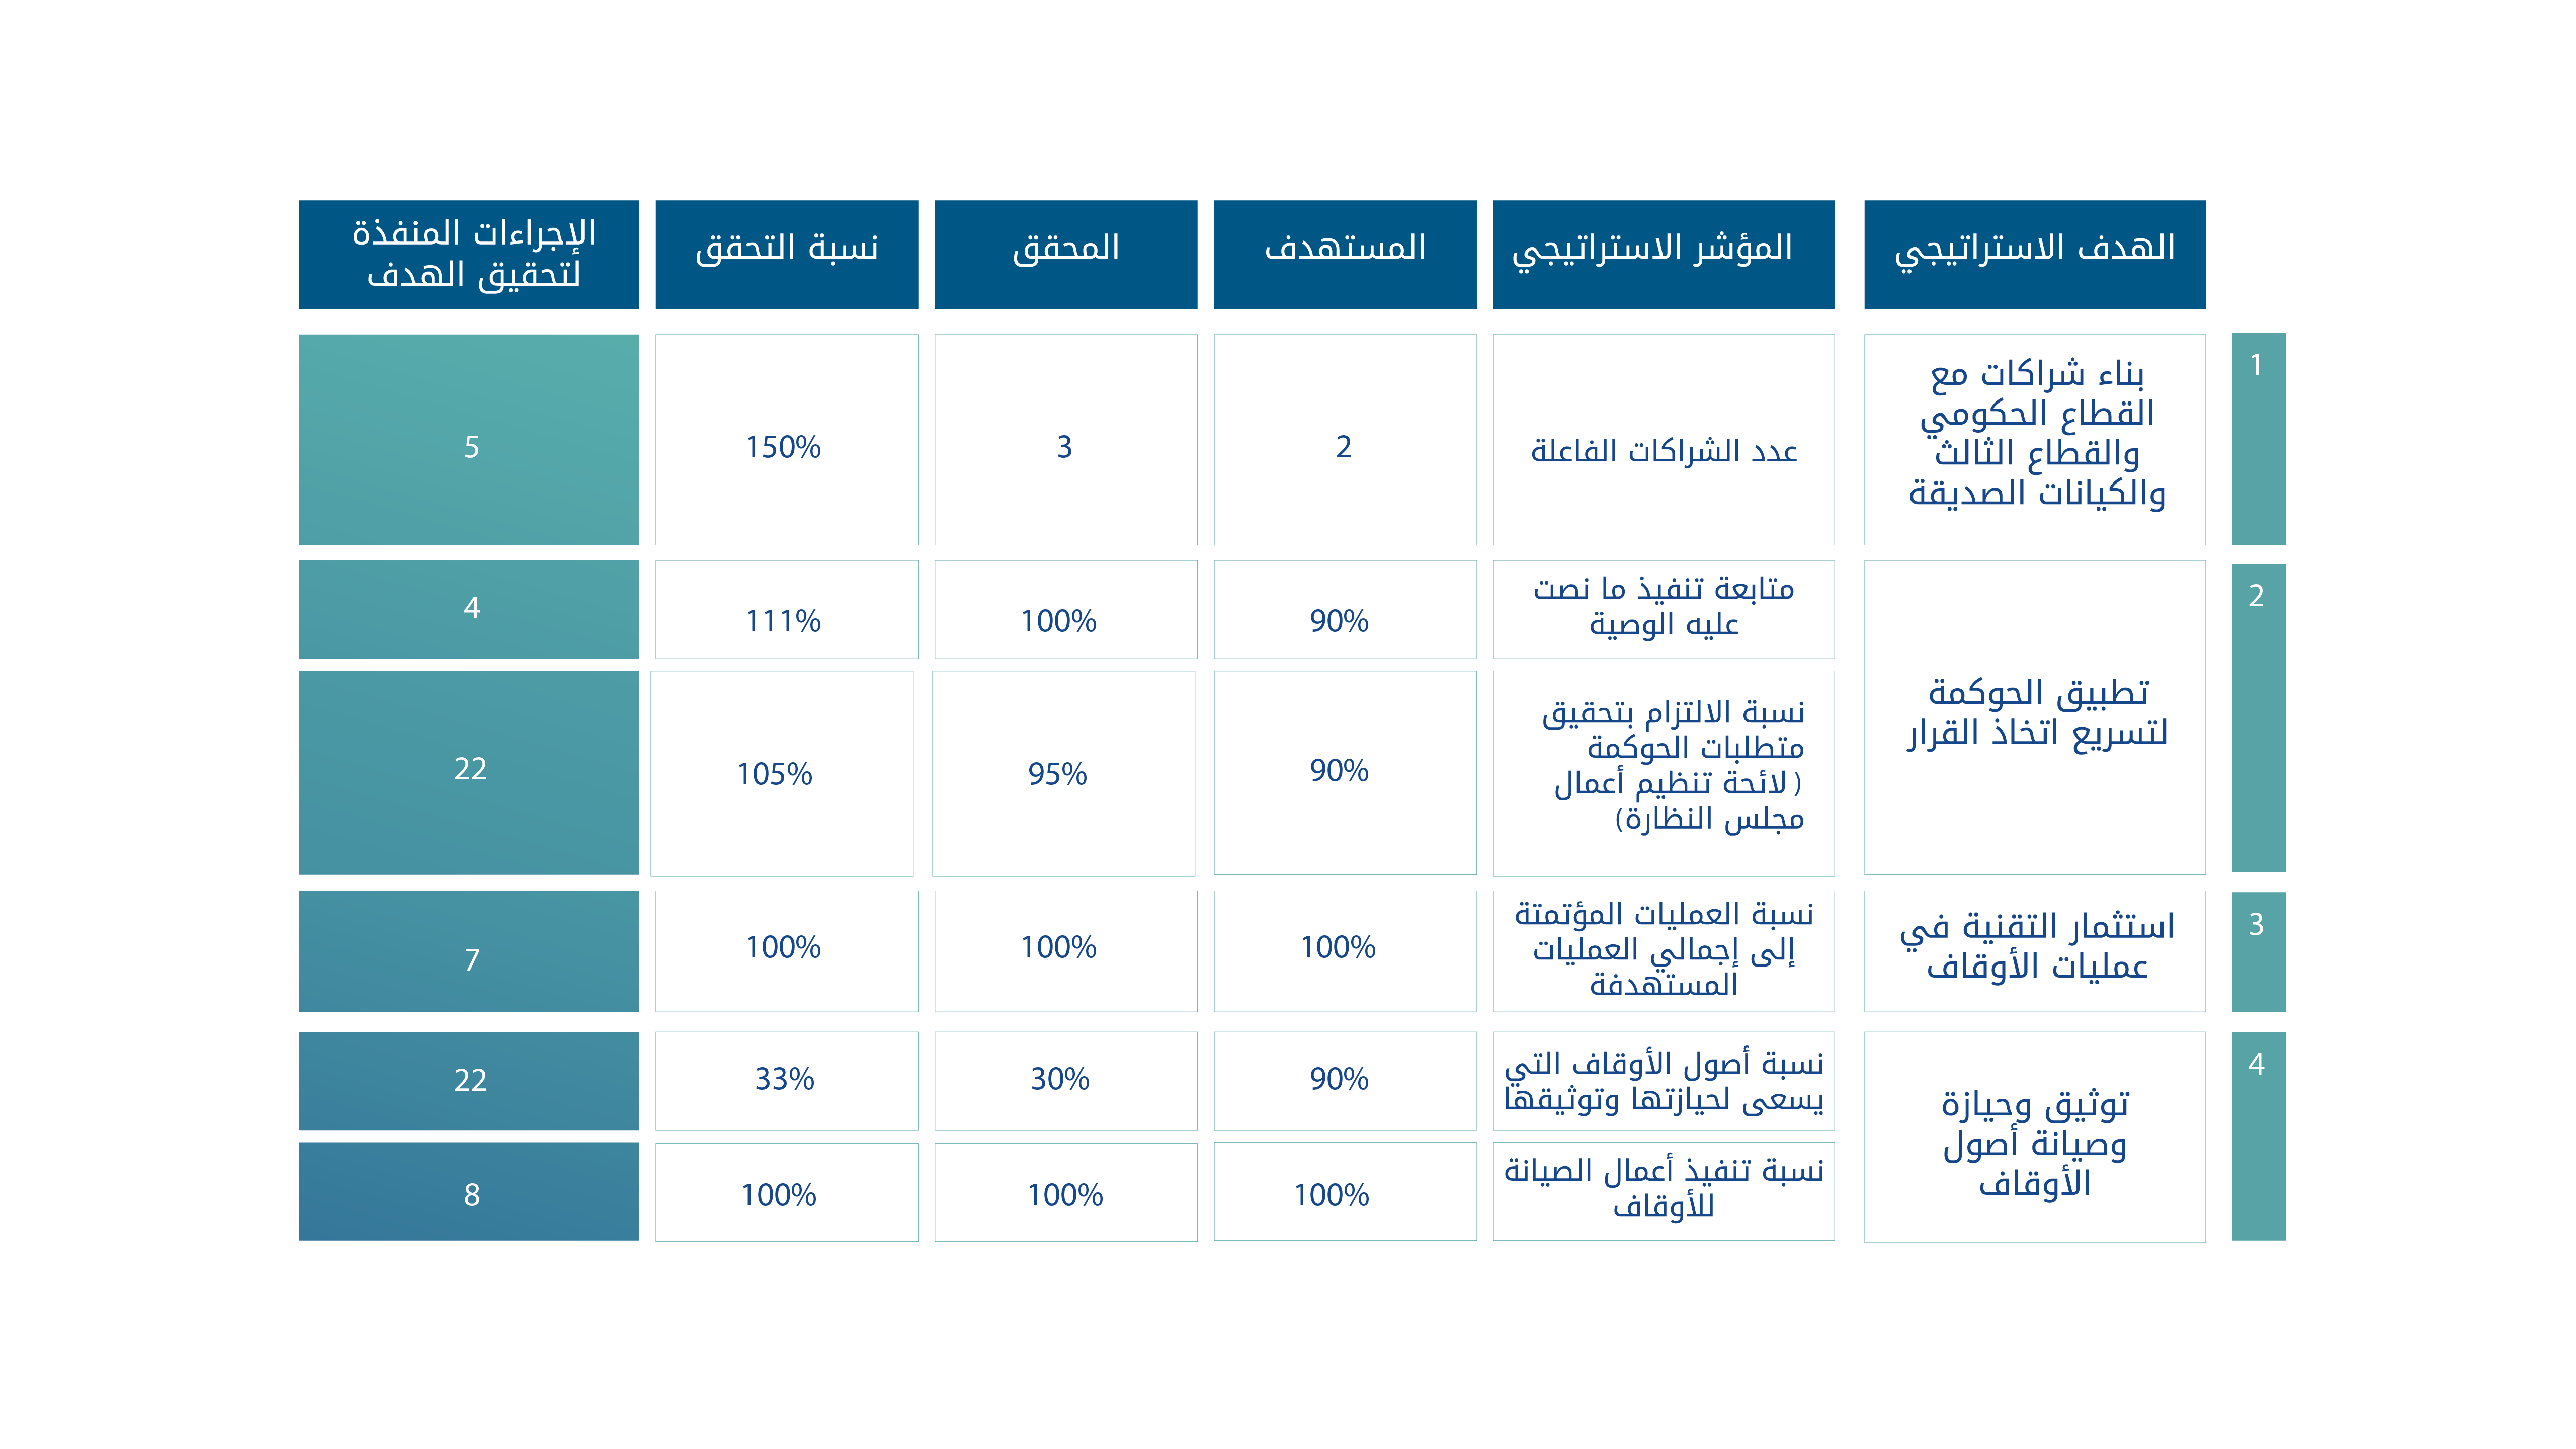 الهدف الاستراتيجي
المؤشر الاستراتيجي
المستهدف
المحقق
نسبة التحقق
الإجراءات المنفذة
لتحقيق الهدف
1
بناء شراكات مع
القطاع الحكومي
والقطاع الثالث
والكيانات الصديقة
عدد الشراكات الفاعلة
2
3
150%
5
2
تطبيق الحوكمة
لتسريع اتخاذ القرار
متابعة تنفيذ ما نصت
عليه الوصية
90%
100%
111%
4
نسبة الالتزام بتحقيق
متطلبات الحوكمة
(لائحة تنظيم أعمال
مجلس النظارة)
90%
95%
105%
22
3
استثمار التقنية في
عمليات الأوقاف
نسبة العمليات المؤتمتة
إلى إجمالي العمليات
المستهدفة
100%
100%
100%
7
4
توثيق وحيازة
وصيانة أصول
الأوقاف
نسبة أصول الأوقاف التي
يسعى لحيازتها وتوثيقها
90%
30%
33%
22
نسبة تنفيذ أعمال الصيانة
للأوقاف
100%
100%
100%
8